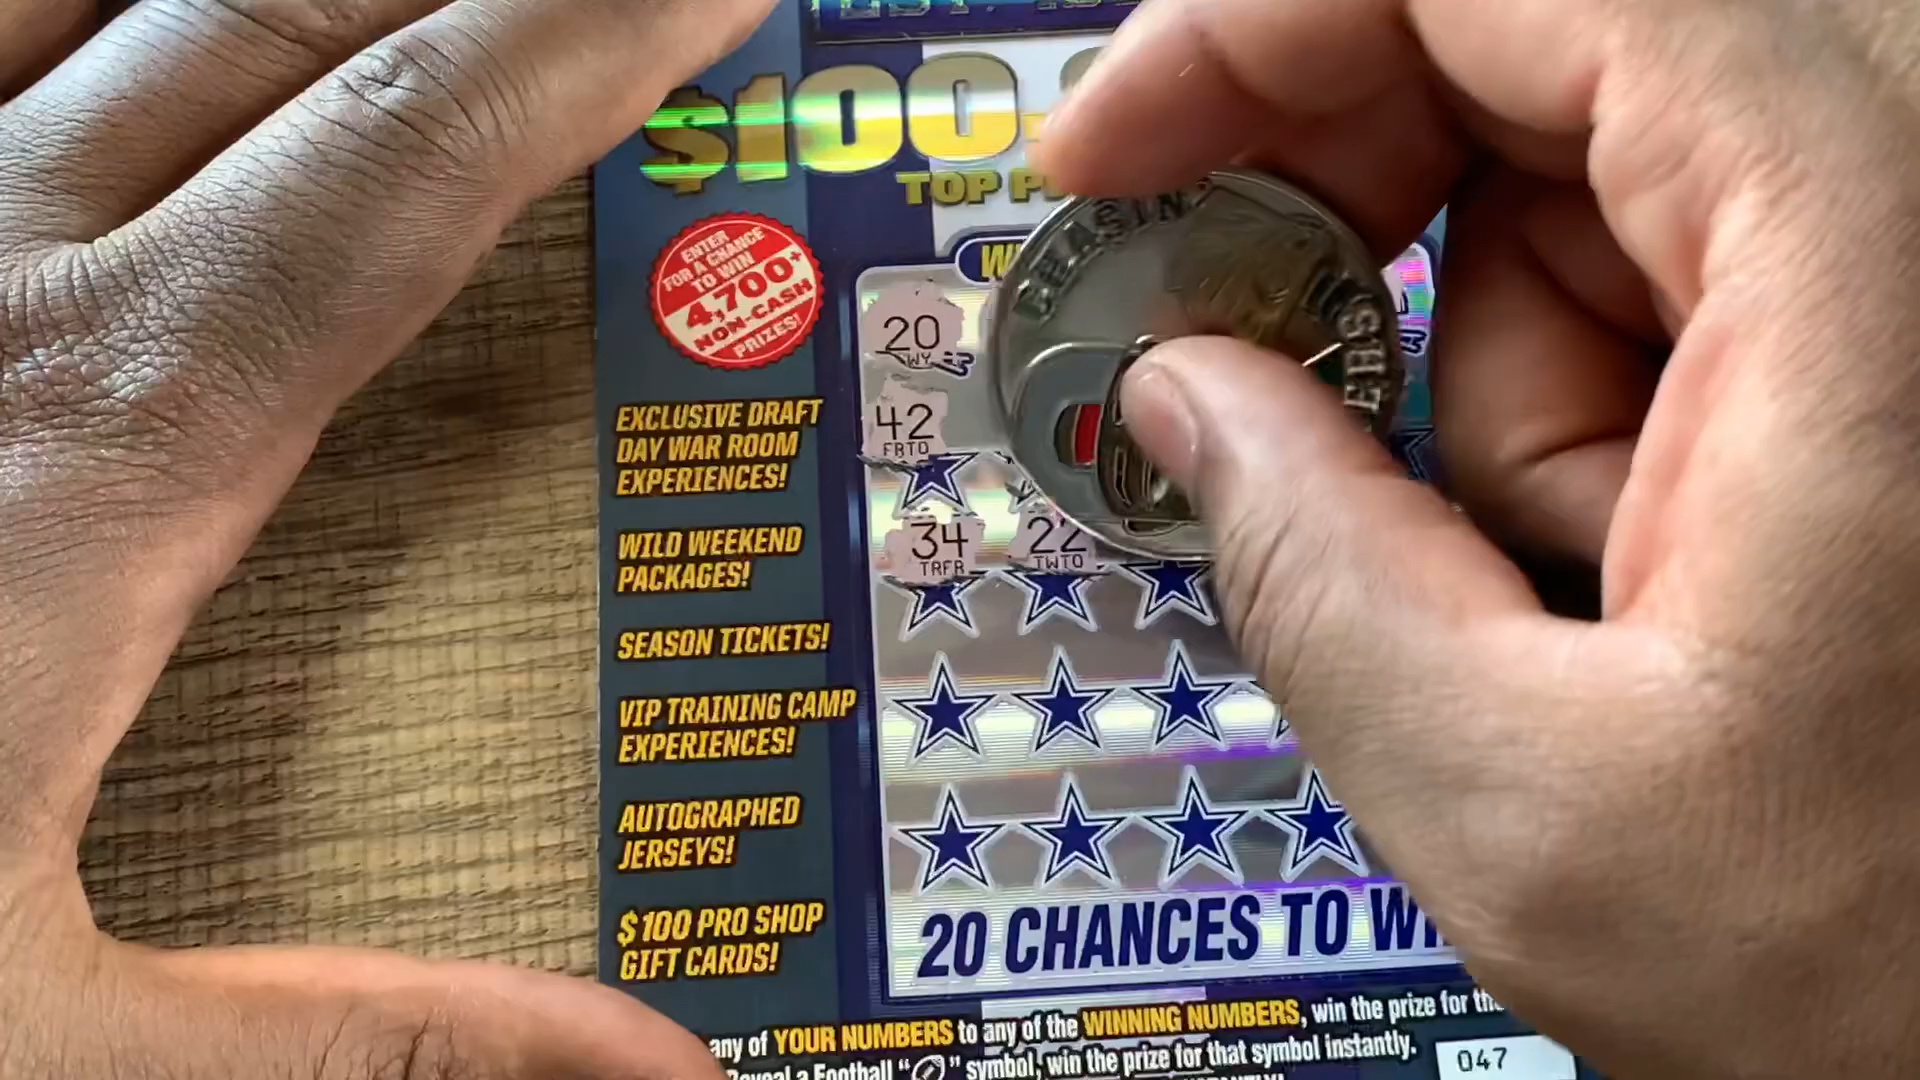 $100,
TOP
ENTER
FOR A CHANCE
TO WIN
4,700+
NON-CASH
PRIZES!
20
42
FRTO
34
TRFR
22
TWTO
EXCLUSIVE DRAFT
DAY WAR ROOM
EXPERIENCES!
WILD WEEKEND
PACKAGES!
SEASON TICKETS!
VIP TRAINING CAMP
EXPERIENCES!
AUTOGRAPHED
JERSEYS!
$100 PRO SHOP
GIFT CARDS!
20 CHANCES TO
any of YOUR NUMBERS to any of the WINNING NUMBERS, win the prize for
Reveal a Football " " symbol, win the prize for that symbol instantly.
047